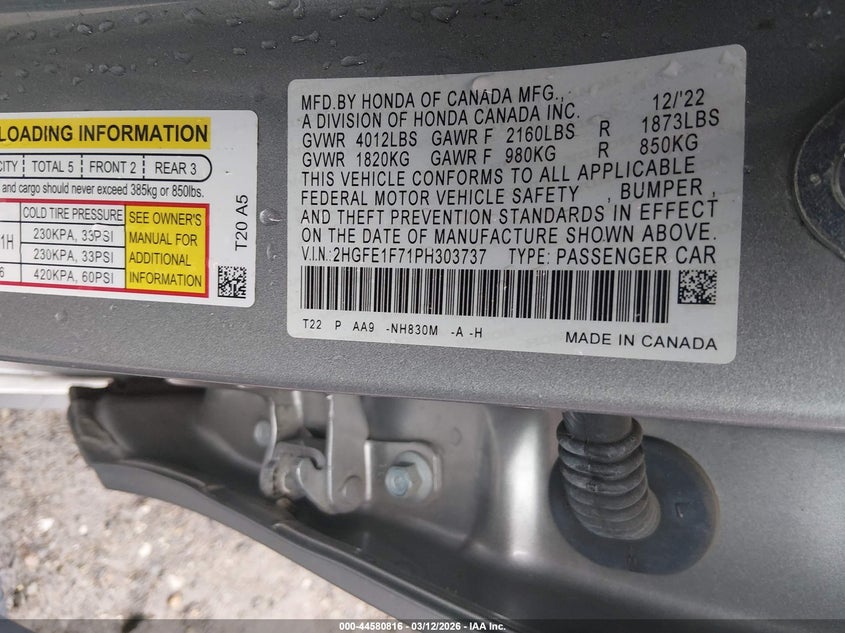 LOADING INFORMATION
CITY TOTAL 5 FRONT 2 REAR 3
and cargo should never exceed 385kg or 850lbs.
COLD TIRE PRESSURE
1H 230KPA, 33PSI
230KPA, 33PSI
6 420KPA, 60PSI
SEE OWNER'S
MANUAL FOR
ADDITIONAL
INFORMATION
T20 A5
MFD.BY HONDA OF CANADA MFG., 12/'22
A DIVISION OF HONDA CANADA INC.
GVWR 4012LBS GAWR F 2160LBS R 1873LBS
GVWR 1820KG GAWR F 980KG R 850KG
THIS VEHICLE CONFORMS TO ALL APPLICABLE
FEDERAL MOTOR VEHICLE SAFETY , BUMPER ,
AND THEFT PREVENTION STANDARDS IN EFFECT
ON THE DATE OF MANUFACTURE SHOWN ABOVE.
V.I.N.: 2HGFE1F71PH303737 TYPE: PASSENGER CAR
T22 P AA9 -NH830M -A -H
MADE IN CANADA
000-44580816 - 03/12/2026 - IAA Inc.